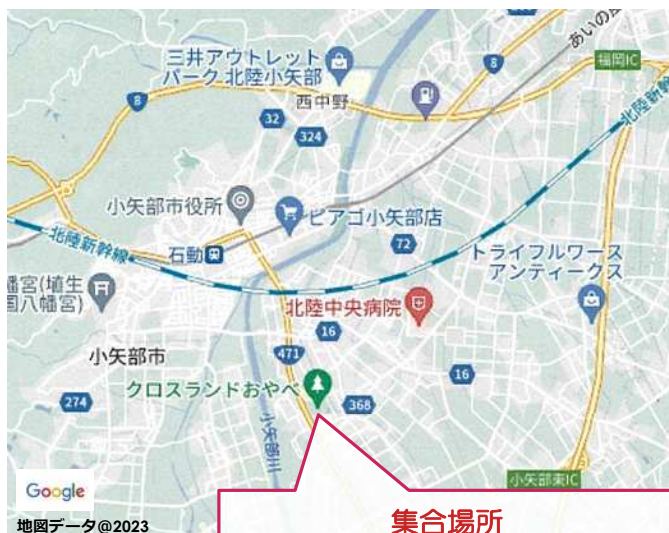 あいの
福岡IC
8
三井アウトレット
パーク 北陸小矢部
西中野
8
北陸新幹
32
324
小矢部市役所
ピアゴ小矢部店
72
北陸新幹線
石動
トライフルワース
アンティークス
幡宮(埴生
国八幡宮)
北陸中央病院
16
小矢部市
471
16
クロスランドおやべ
274
368
小矢部川
小矢部東IC
Google
地図データ@2023
集合場所